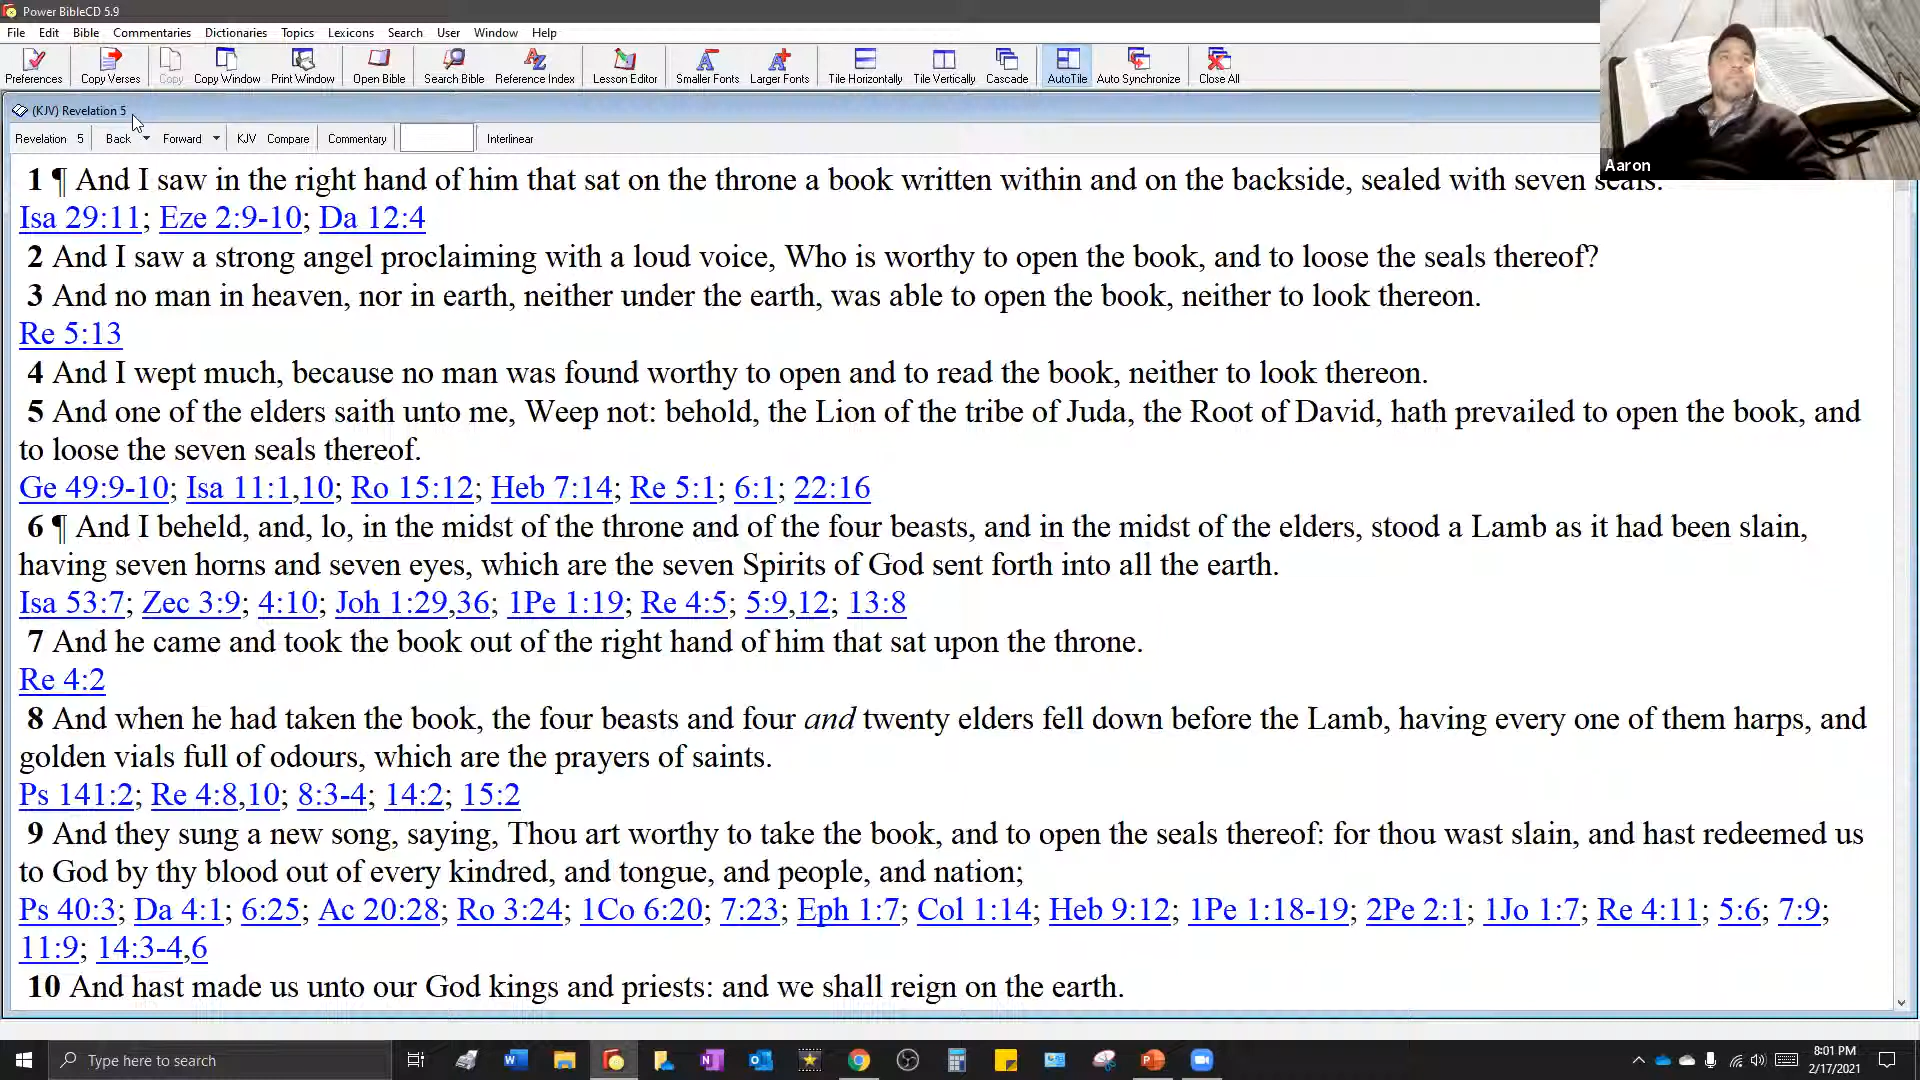 Power BibleCD 5.9
File Edit Bible Commentaries Dictionaries Topics Lexicons Search User Window Help
Preferences Copy Verses Copy Copy Window Print Window Open Bible Search Bible Reference Index Lesson Editor Smaller Fonts Larger Fonts Tile Horizontally Tile Vertically Cascade AutoTile Auto Synchronize Close All
(KJV) Revelation 5
Revelation 5 Back Forward KJV Compare Commentary Interlinear
Aaron
1 ¶ And I saw in the right hand of him that sat on the throne a book written within and on the backside, sealed with seven seals.
Isa 29:11; Eze 2:9-10; Da 12:4
2 And I saw a strong angel proclaiming with a loud voice, Who is worthy to open the book, and to loose the seals thereof?
3 And no man in heaven, nor in earth, neither under the earth, was able to open the book, neither to look thereon.
Re 5:13
4 And I wept much, because no man was found worthy to open and to read the book, neither to look thereon.
5 And one of the elders saith unto me, Weep not: behold, the Lion of the tribe of Juda, the Root of David, hath prevailed to open the book, and
to loose the seven seals thereof.
Ge 49:9-10; Isa 11:1,10; Ro 15:12; Heb 7:14; Re 5:1; 6:1; 22:16
6 ¶ And I beheld, and, lo, in the midst of the throne and of the four beasts, and in the midst of the elders, stood a Lamb as it had been slain,
having seven horns and seven eyes, which are the seven Spirits of God sent forth into all the earth.
Isa 53:7; Zec 3:9; 4:10; Joh 1:29,36; 1Pe 1:19; Re 4:5; 5:9,12; 13:8
7 And he came and took the book out of the right hand of him that sat upon the throne.
Re 4:2
8 And when he had taken the book, the four beasts and four and twenty elders fell down before the Lamb, having every one of them harps, and
golden vials full of odours, which are the prayers of saints.
Ps 141:2; Re 4:8,10; 8:3-4; 14:2; 15:2
9 And they sung a new song, saying, Thou art worthy to take the book, and to open the seals thereof: for thou wast slain, and hast redeemed us
to God by thy blood out of every kindred, and tongue, and people, and nation;
Ps 40:3; Da 4:1; 6:25; Ac 20:28; Ro 3:24; 1Co 6:20; 7:23; Eph 1:7; Col 1:14; Heb 9:12; 1Pe 1:18-19; 2Pe 2:1; 1Jo 1:7; Re 4:11; 5:6; 7:9;
11:9; 14:3-4,6
10 And hast made us unto our God kings and priests: and we shall reign on the earth.
Type here to search
8:01 PM
2/17/2021